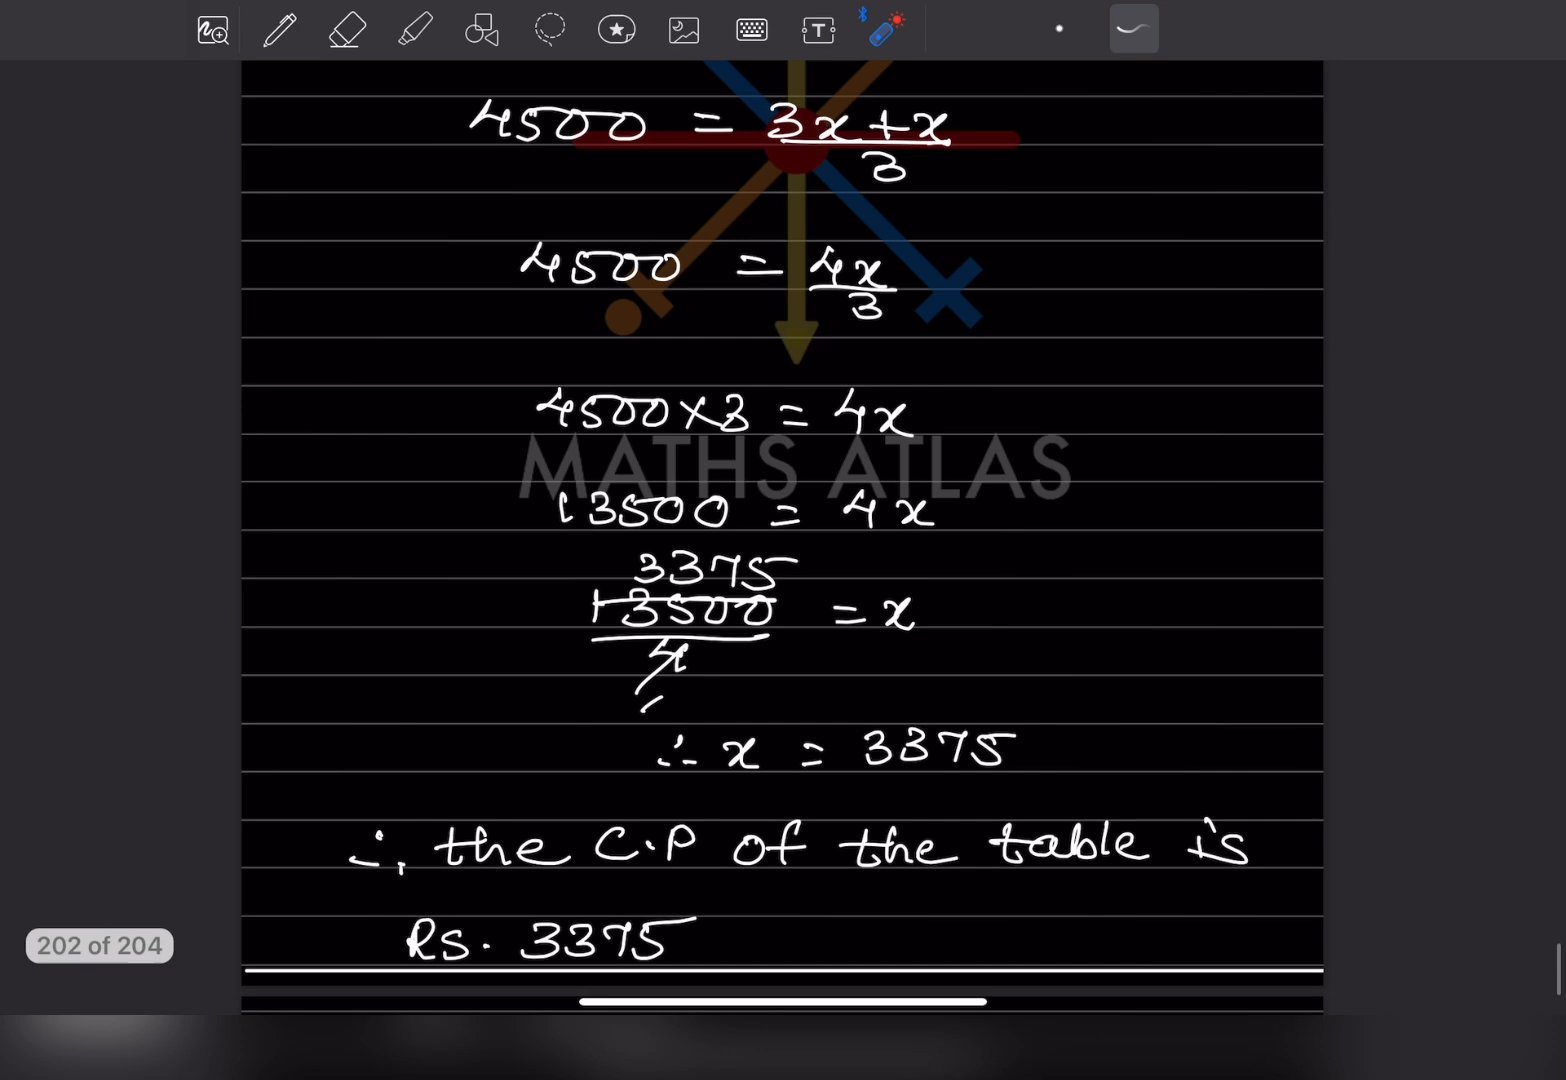 4500 = 3x+x
3
4500 = 4x
3
4500×3 = 4x
MATHS ATLAS
13500 = 4x
3375
13500 = x
4
∴ x = 3375
∴, the C.P of the table is
202 of 204
Rs. 3375